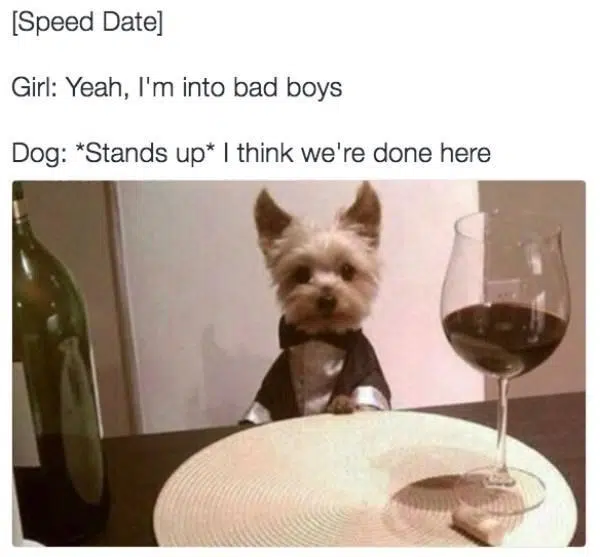 [Speed Date]
Girl: Yeah, I'm into bad boys
Dog: *Stands up* I think we're done here